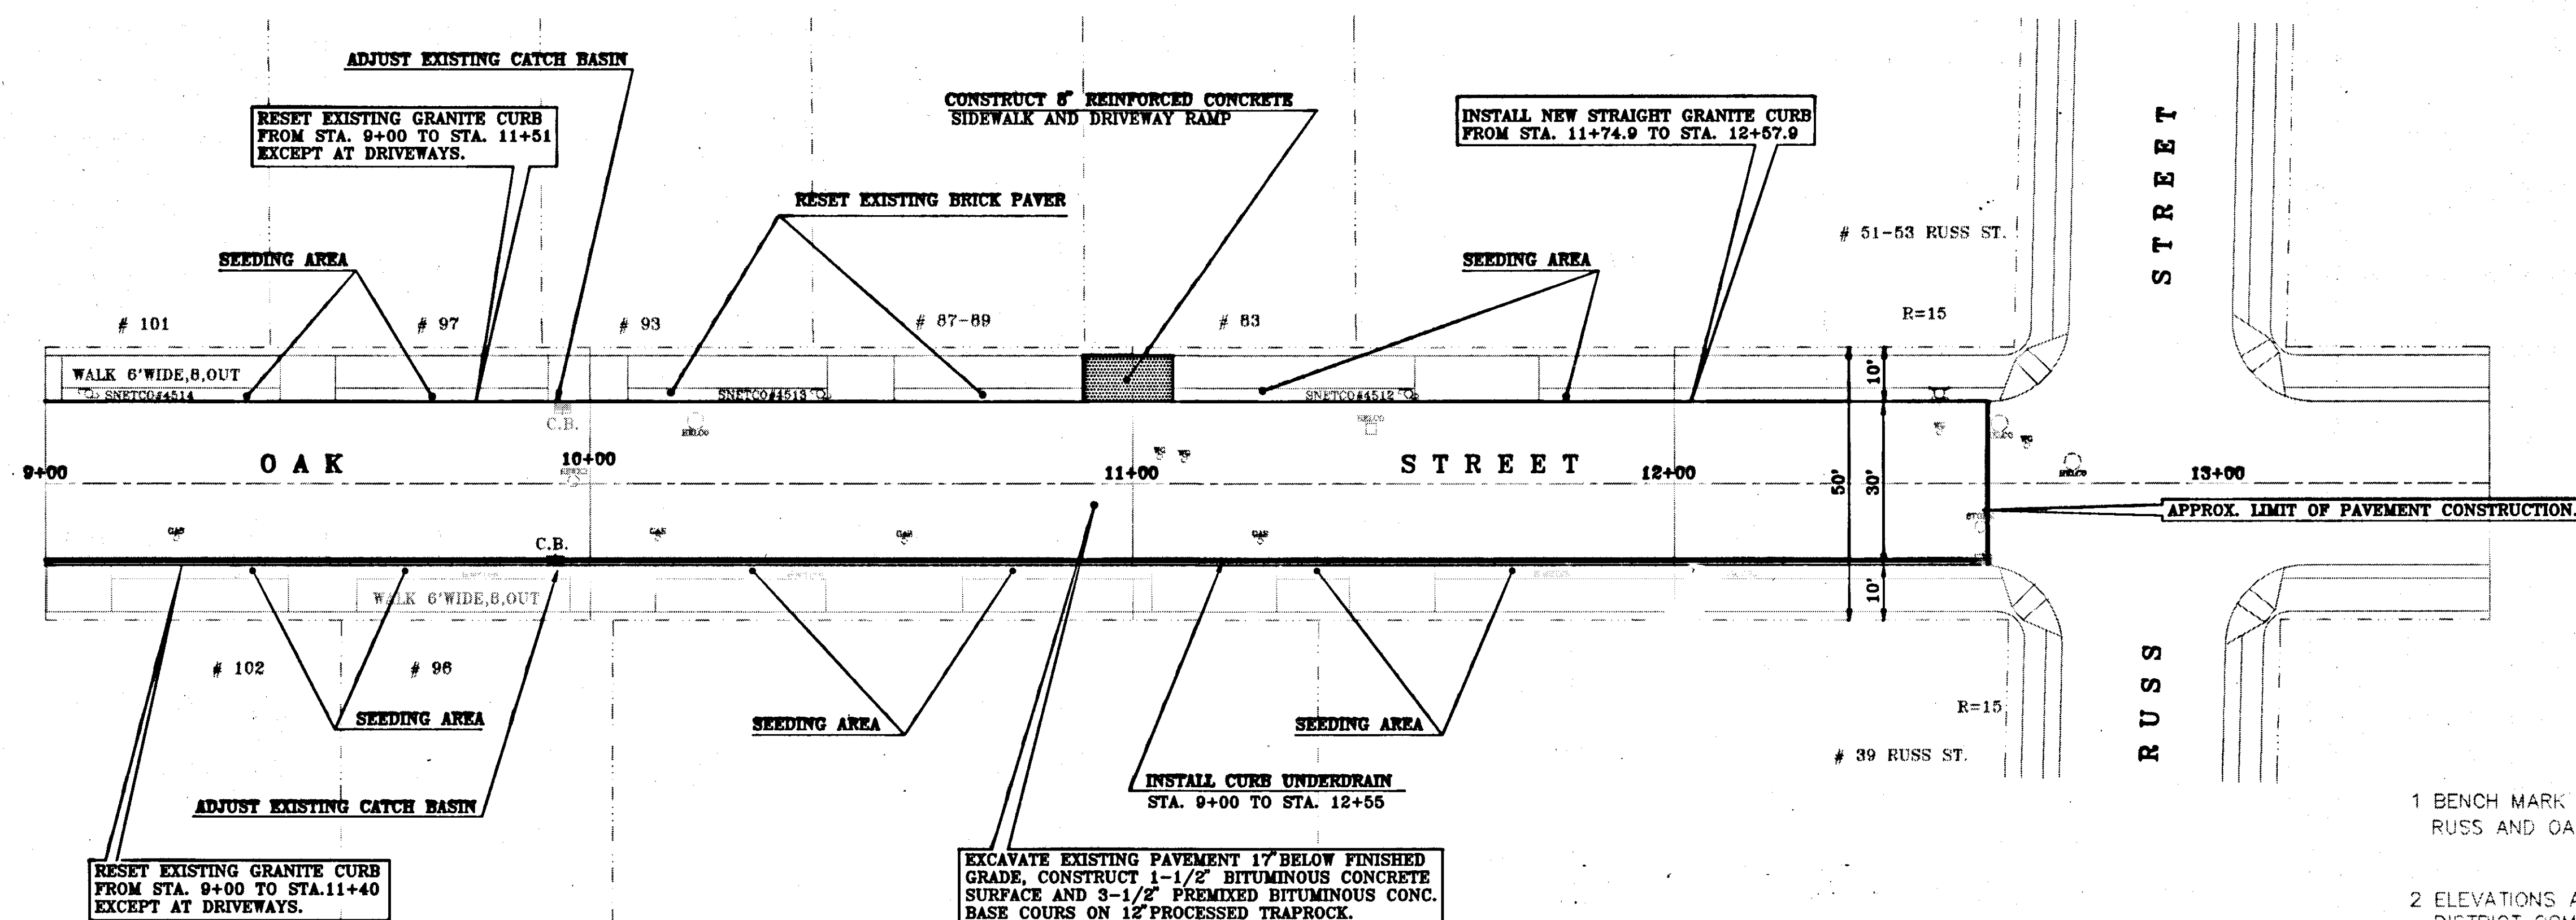 ADJUST EXISTING CATCH BASIN
RESET EXISTING GRANITE CURB
FROM STA. 9+00 TO STA. 11+51
EXCEPT AT DRIVEWAYS.
CONSTRUCT 8" REINFORCED CONCRETE
SIDEWALK AND DRIVEWAY RAMP
INSTALL NEW STRAIGHT GRANITE CURB
FROM STA. 11+74.9 TO STA. 12+57.9
STREET
RESET EXISTING BRICK PAVER
SEEDING AREA
SEEDING AREA
# 51-53 RUSS ST.
R=15
# 101
# 97
# 93
# 87-89
# 83
WALK 6'WIDE,8,OUT
SNETCO#4514
SNETCO#4513
SNETCO#4512
10'
C.B.
HELCO
WG
WG
WG
HELCO
9+00
OAK
10+00
11+00
STREET
12+00
50'
30'
13+00
APPROX. LIMIT OF PAVEMENT CONSTRUCTION.
GAS
C.B.
GAS
GAS
GAS
WALK 6'WIDE,8,OUT
10'
# 102
# 96
SEEDING AREA
SEEDING AREA
SEEDING AREA
R=15
RUSS
# 39 RUSS ST.
ADJUST EXISTING CATCH BASIN
INSTALL CURB UNDERDRAIN
STA. 9+00 TO STA. 12+55
1 BENCH MARK
RUSS AND OA
RESET EXISTING GRANITE CURB
FROM STA. 9+00 TO STA.11+40
EXCEPT AT DRIVEWAYS.
EXCAVATE EXISTING PAVEMENT 17"BELOW FINISHED
GRADE, CONSTRUCT 1-1/2" BITUMINOUS CONCRETE
SURFACE AND 3-1/2" PREMIXED BITUMINOUS CONC.
BASE COURS ON 12"PROCESSED TRAPROCK.
2 ELEVATIONS A